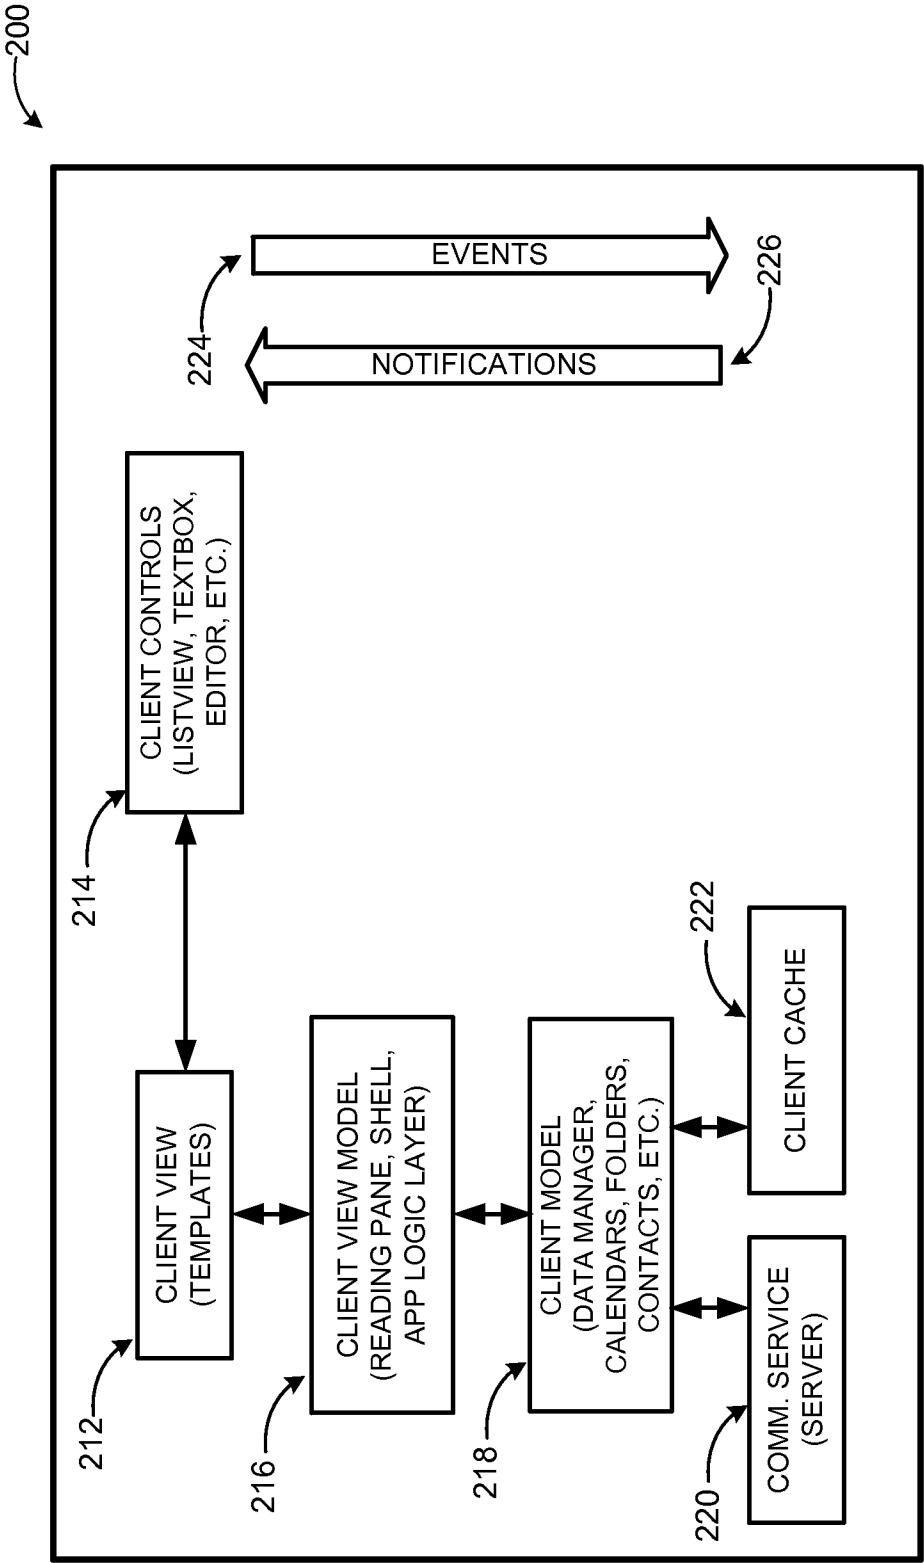 200
212
CLIENT VIEW
(TEMPLATES)
214
CLIENT CONTROLS
(LISTVIEW, TEXTBOX,
EDITOR, ETC.)
224
EVENTS
NOTIFICATIONS
226
216
CLIENT VIEW MODEL
(READING PANE, SHELL,
APP LOGIC LAYER)
218
CLIENT MODEL
(DATA MANAGER,
CALENDARS, FOLDERS,
CONTACTS, ETC.)
220
COMM. SERVICE
(SERVER)
222
CLIENT CACHE